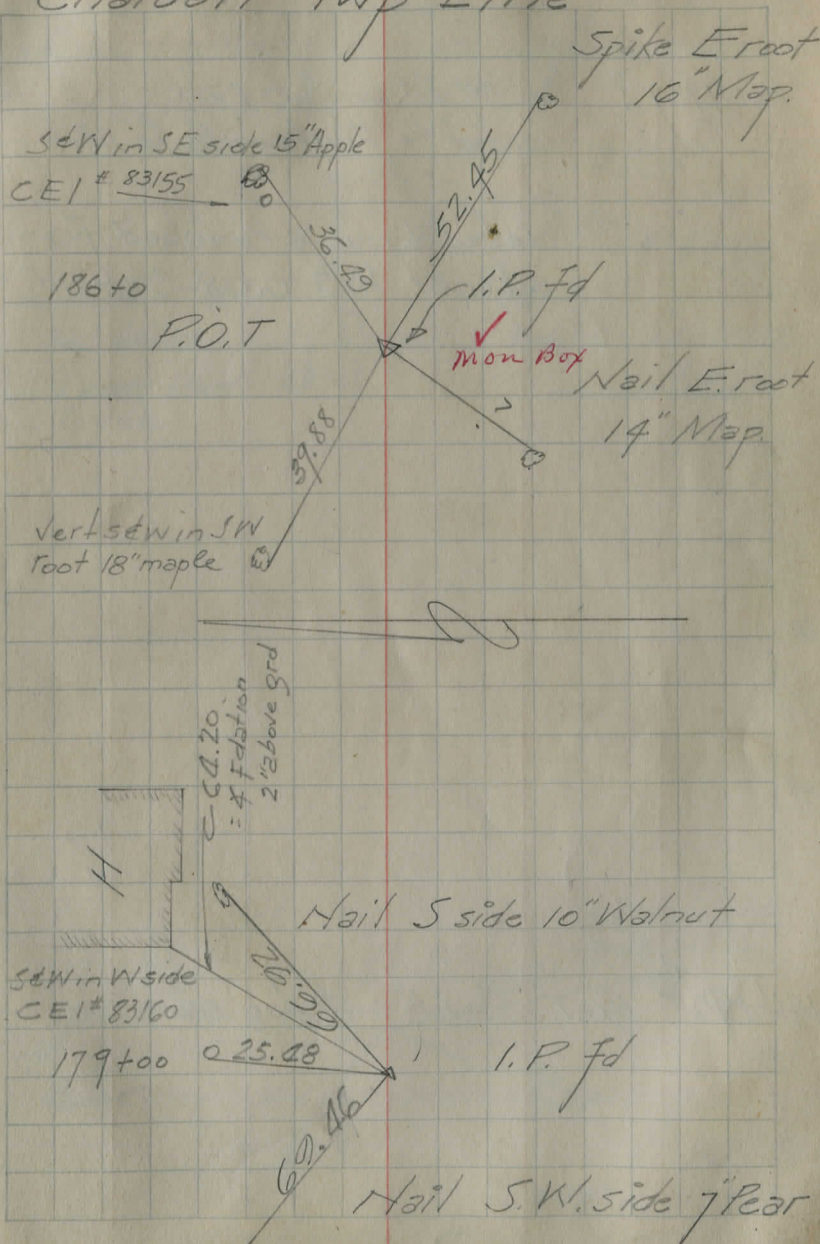 Chardon Twp Line
Spike E root
16" Map.
S&W in SE side 15" Apple
CEI # 83155
52.45
36.49
186+0
I.P. fd
P.O.T
Mon Box
Nail E. root
14" Map.
?
39.88
Vert s&w in SW
root 18" maple
64.20
= Fdation
2" above grd
H
Nail S side 10" Walnut
S&W in W side
CEI # 83160
179+00
25.48
I.P. fd
69.46
Nail S.W. side 7" Pear